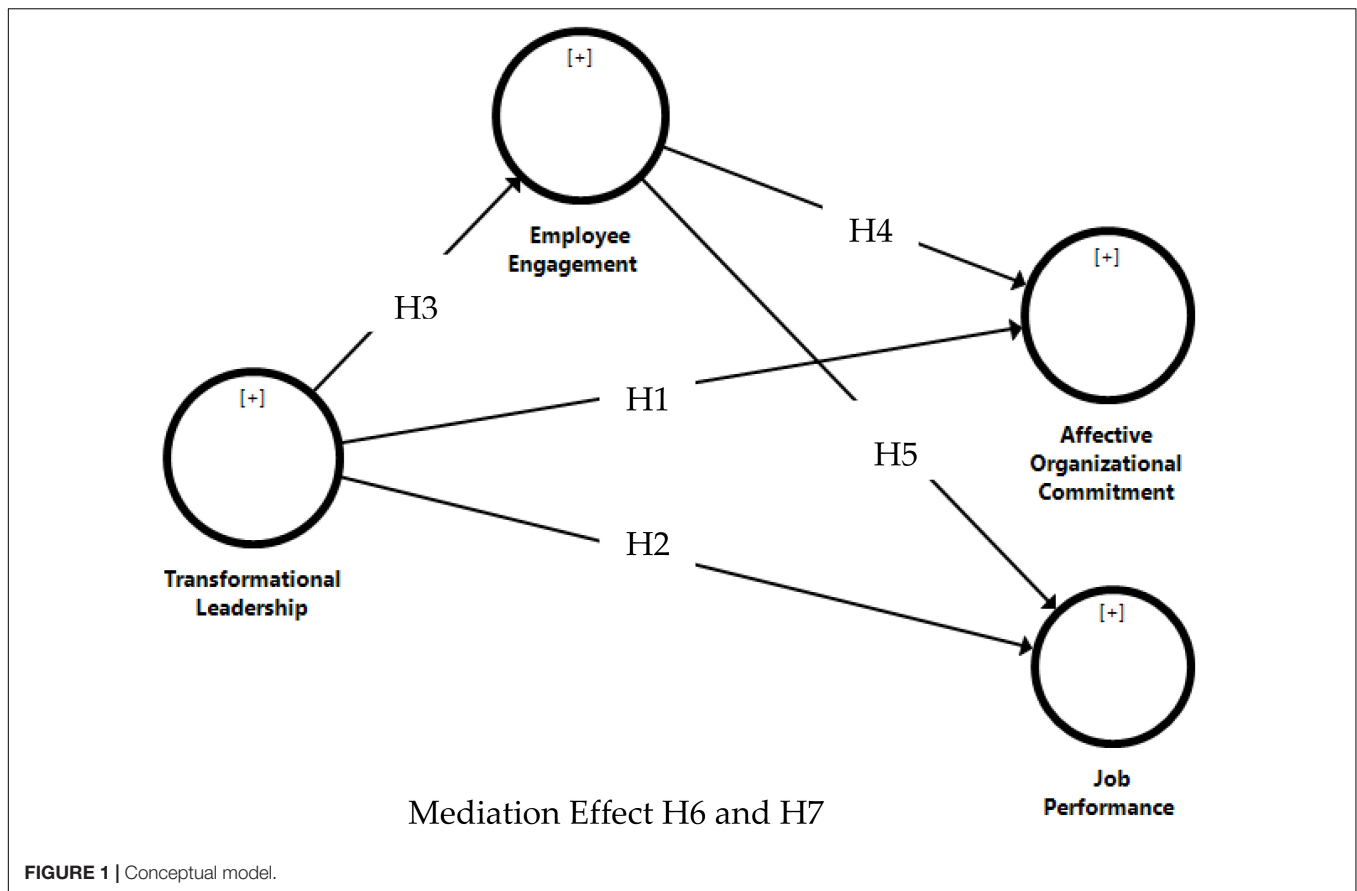 [+]
Employee
Engagement
H4
[+]
H3
[+]
H1
Affective
Organizational
Commitment
H5
H2
Transformational
Leadership
[+]
Job
Performance
Mediation Effect H6 and H7
FIGURE 1 | Conceptual model.